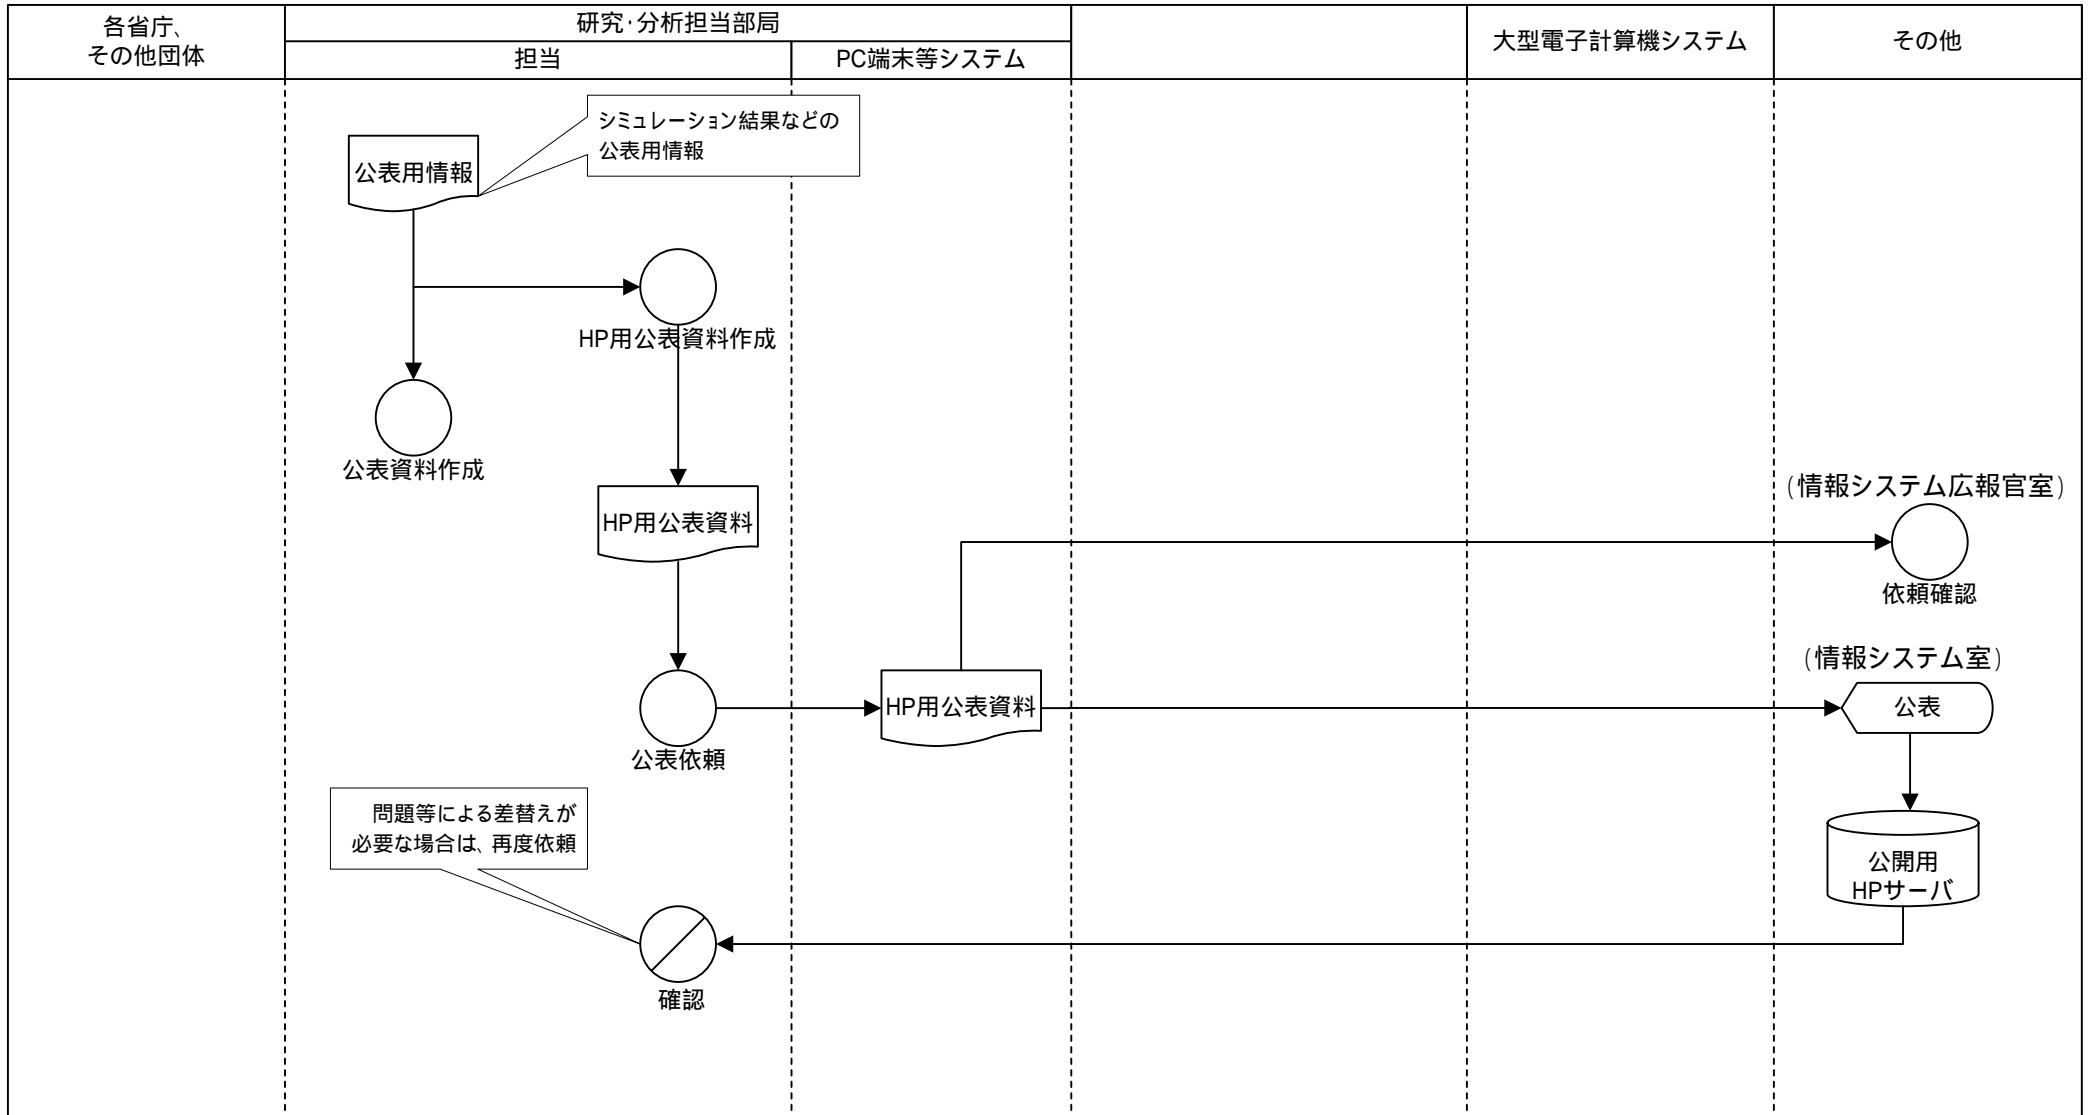 各省庁、
その他団体
研究・分析担当部局
担当
PC端末等システム
大型電子計算機システム
その他
シミュレーション結果などの
公表用情報
公表用情報
HP用公表資料作成
公表資料作成
(情報システム広報官室)
HP用公表資料
依頼確認
(情報システム室)
HP用公表資料
公表
公表依頼
問題等による差替えが
必要な場合は、再度依頼
公開用
HPサーバ
確認